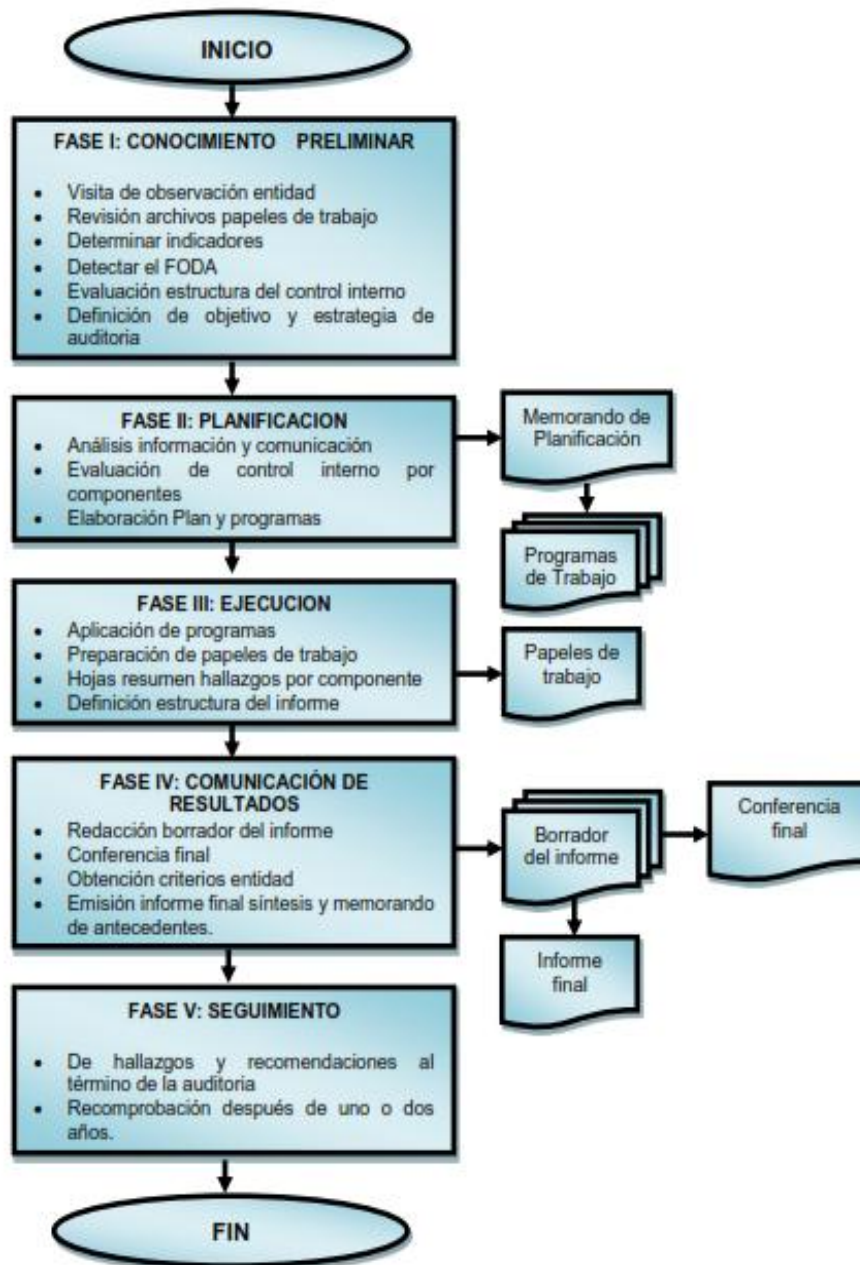 INICIO
FASE I: CONOCIMIENTO PRELIMINAR
• Visita de observación entidad
• Revisión archivos papeles de trabajo
• Determinar indicadores
• Detectar el FODA
• Evaluación estructura del control interno
• Definición de objetivo y estrategia de
auditoria
FASE II: PLANIFICACION
• Análisis información y comunicación
• Evaluación de control interno por
componentes
• Elaboración Plan y programas
Memorando de
Planificación
Programas
de Trabajo
FASE III: EJECUCION
• Aplicación de programas
• Preparación de papeles de trabajo
• Hojas resumen hallazgos por componente
• Definición estructura del informe
Papeles de
trabajo
FASE IV: COMUNICACIÓN DE
RESULTADOS
• Redacción borrador del informe
• Conferencia final
• Obtención criterios entidad
• Emisión informe final síntesis y memorando
de antecedentes.
Borrador
del informe
Conferencia
final
Informe
final
FASE V: SEGUIMIENTO
• De hallazgos y recomendaciones al
término de la auditoria
• Recomprobación después de uno o dos
años.
FIN